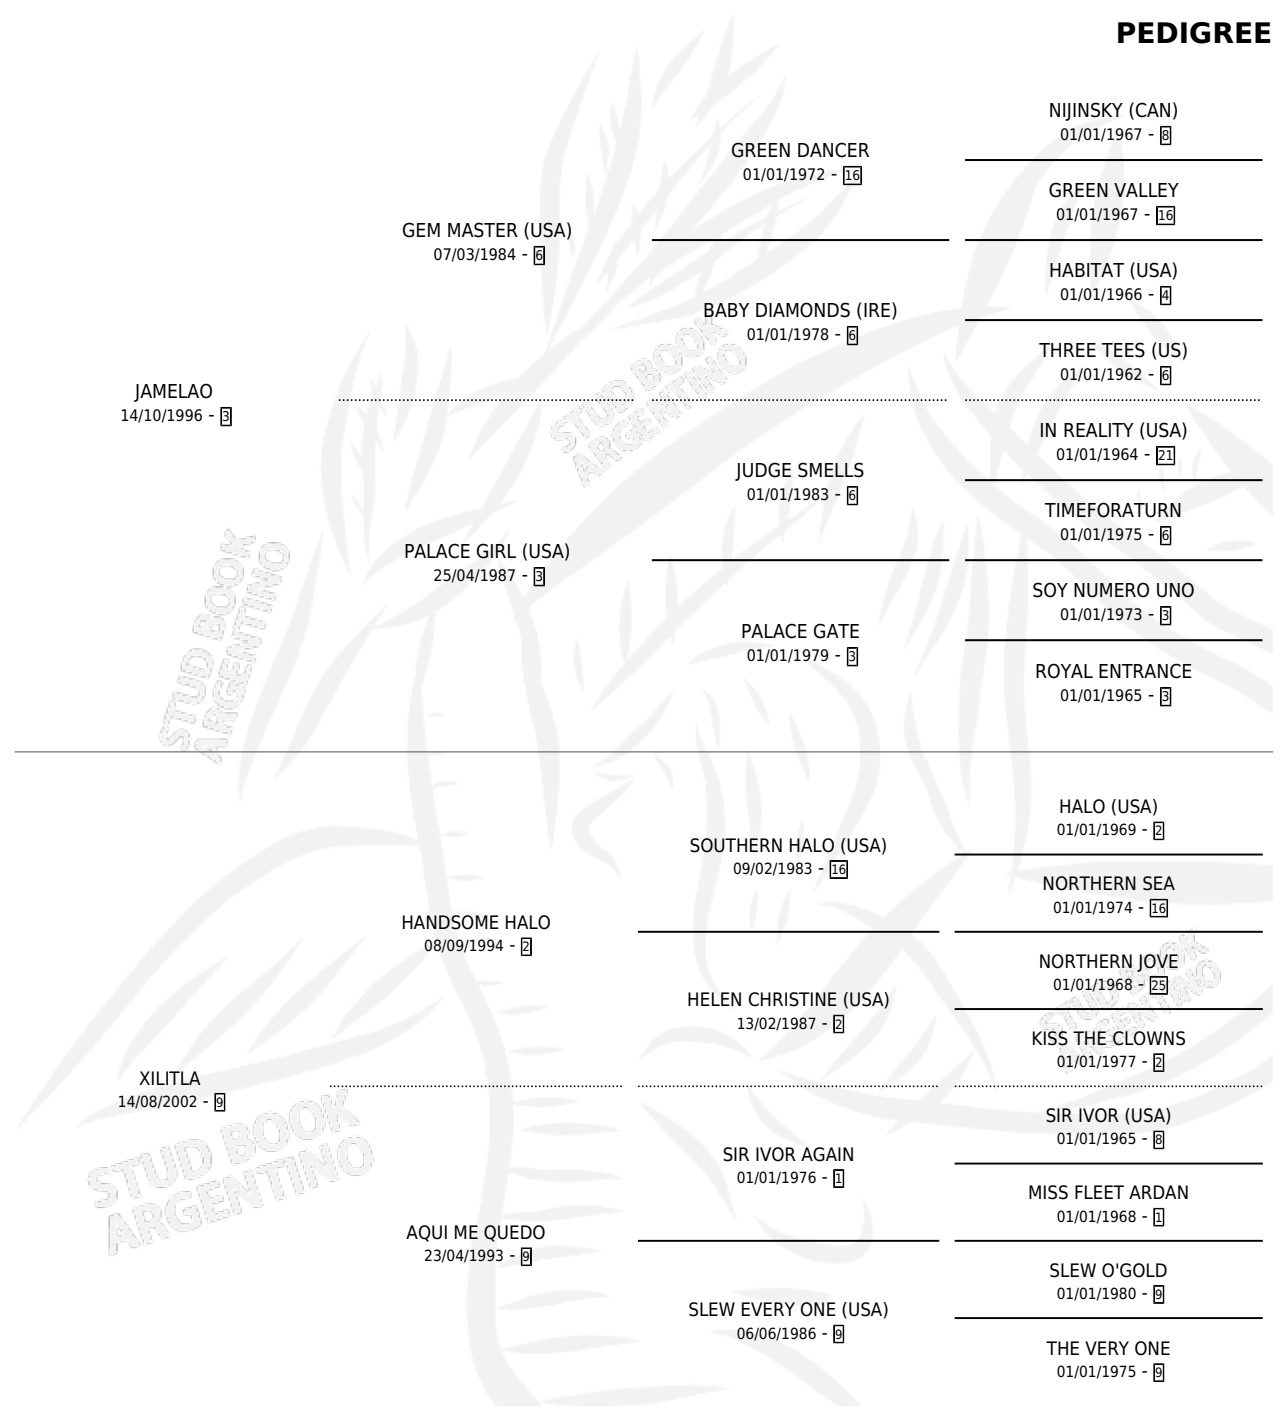 PEDIGREE
NIJINSKY (CAN)
01/01/1967 - 8
GREEN DANCER
01/01/1972 - 16
GREEN VALLEY
01/01/1967 - 16
GEM MASTER (USA)
07/03/1984 - 6
HABITAT (USA)
01/01/1966 - 4
BABY DIAMONDS (IRE)
01/01/1978 - 6
THREE TEES (US)
01/01/1962 - 6
JAMELAO
14/10/1996 - 3
IN REALITY (USA)
01/01/1964 - 21
JUDGE SMELLS
01/01/1983 - 6
TIMEFORATURN
01/01/1975 - 6
PALACE GIRL (USA)
25/04/1987 - 3
SOY NUMERO UNO
01/01/1973 - 3
PALACE GATE
01/01/1979 - 3
ROYAL ENTRANCE
01/01/1965 - 3
HALO (USA)
01/01/1969 - 2
SOUTHERN HALO (USA)
09/02/1983 - 16
NORTHERN SEA
01/01/1974 - 16
HANDSOME HALO
08/09/1994 - 2
NORTHERN JOVE
01/01/1968 - 25
HELEN CHRISTINE (USA)
13/02/1987 - 2
KISS THE CLOWNS
01/01/1977 - 2
XILITLA
14/08/2002 - 9
SIR IVOR (USA)
01/01/1965 - 8
SIR IVOR AGAIN
01/01/1976 - 1
MISS FLEET ARDAN
01/01/1968 - 1
AQUI ME QUEDO
23/04/1993 - 9
SLEW O'GOLD
01/01/1980 - 9
SLEW EVERY ONE (USA)
06/06/1986 - 9
THE VERY ONE
01/01/1975 - 9
STUD BOOK
ARGENTINO
STUD BOOK
ARGENTINO
STUD BOOK
ARGENTINO
STUD BOOK
ARGENTINO